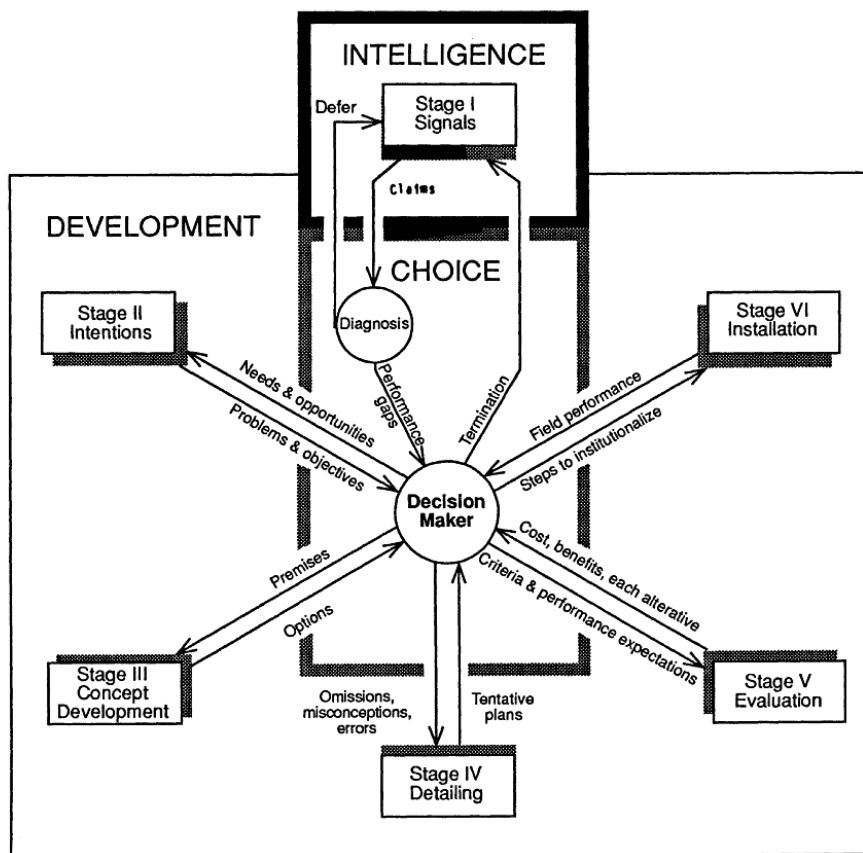 INTELLIGENCE
Stage I
Signals
Defer
Claims
DEVELOPMENT
CHOICE
Stage II
Intentions
Diagnosis
Stage VI
Installation
Needs & opportunities
Problems & objectives
Performance
gaps
Termination
Field performance
Steps to institutionalize
Decision
Maker
Premises
Options
Cost, benefits, each alterative
Criteria & performance expectations
Stage III
Concept
Development
Omissions,
misconceptions,
errors
Tentative
plans
Stage V
Evaluation
Stage IV
Detailing